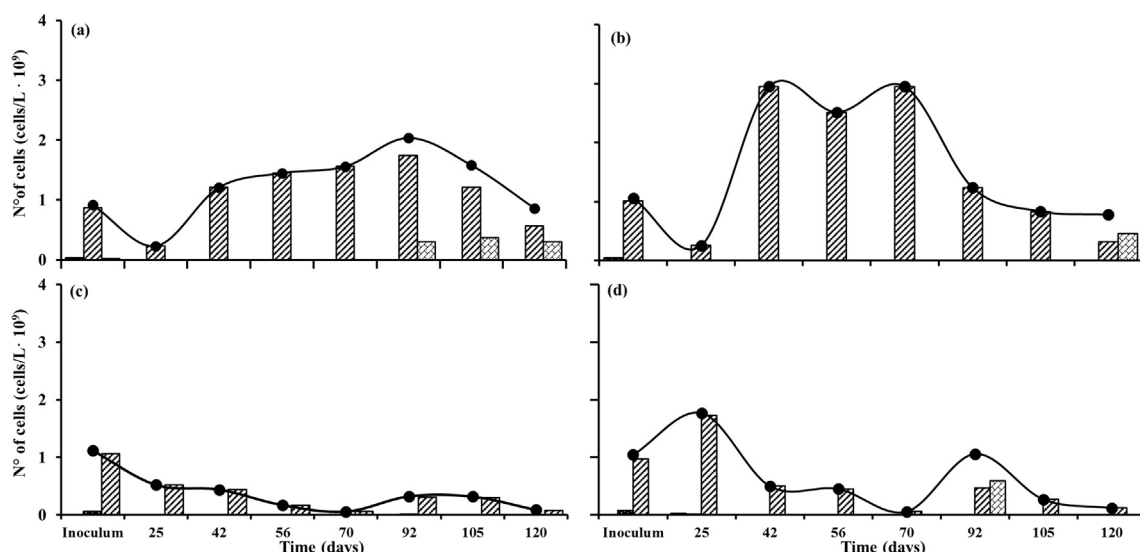 (a)
N°of cells (cells/L · 10⁹)
4
3
2
1
0
(b)
(c)
N° of cells (cells/L · 10⁹)
4
3
2
1
0
Inoculum 25 42 56 70 92 105 120
Time (days)
(d)
Inoculum 25 42 56 70 92 105 120
Time (days)